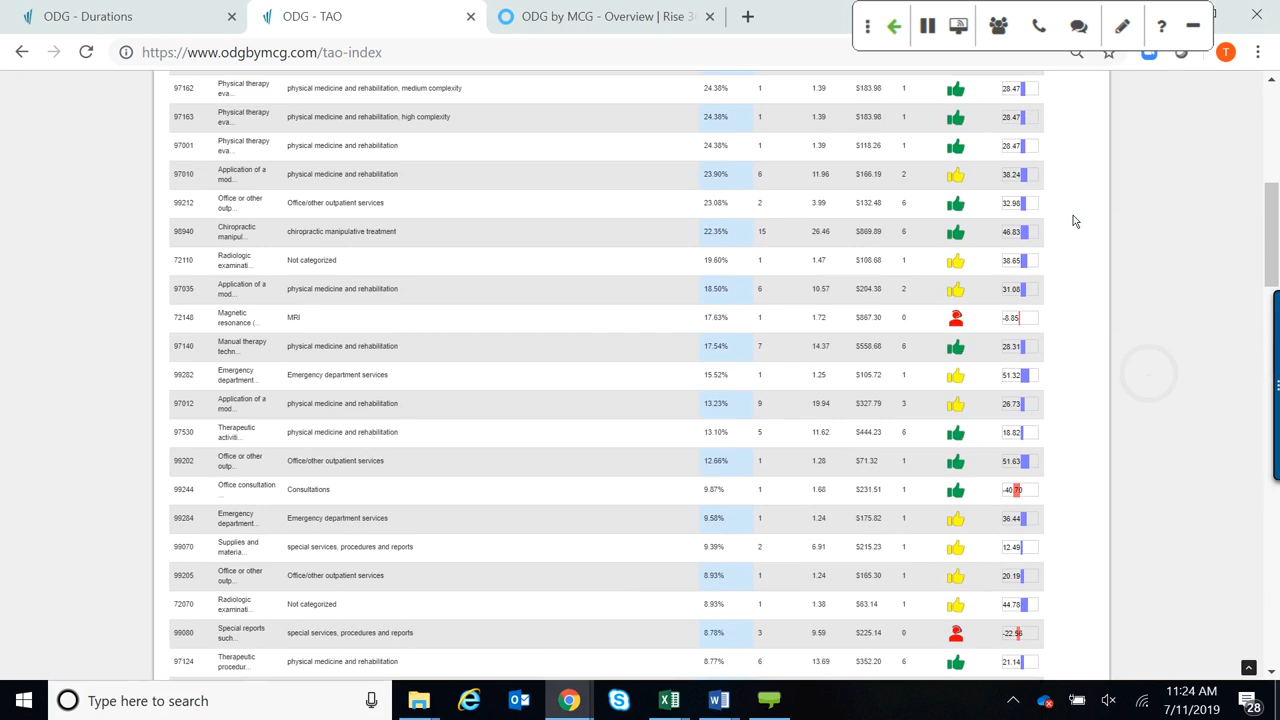 ODG - Durations
ODG - TAO
ODG by MCG - Overview | Rise 36
https://www.odgbymcg.com/tao-index
T
97162 Physical therapy eva... physical medicine and rehabilitation, medium complexity 24.38% 1 1.39 $183.98 1 28.47
97163 Physical therapy eva... physical medicine and rehabilitation, high complexity 24.38% 1 1.39 $183.98 1 28.47
97001 Physical therapy eva... physical medicine and rehabilitation 24.38% 1 1.39 $118.26 1 28.47
97010 Application of a mod... physical medicine and rehabilitation 23.90% 6 11.96 $166.19 2 38.24
99212 Office or other outp... Office/other outpatient services 23.08% 2 3.99 $132.48 6 32.98
98940 Chiropractic manipul... chiropractic manipulative treatment 22.35% 15 26.46 $869.89 6 46.83
72110 Radiologic examinati... Not categorized 19.60% 1 1.47 $108.68 1 38.65
97035 Application of a mod... physical medicine and rehabilitation 18.50% 6 10.57 $204.38 2 31.08
72148 Magnetic resonance (... MRI 17.63% 1 1.72 $867.30 0 -8.85
97140 Manual therapy techn... physical medicine and rehabilitation 17.54% 7 14.37 $558.68 6 28.31
99282 Emergency department... Emergency department services 15.52% 1 1.25 $105.72 1 51.32
97012 Application of a mod... physical medicine and rehabilitation 13.23% 9 19.94 $327.79 3 26.73
97530 Therapeutic activiti... physical medicine and rehabilitation 13.10% 5 11.62 $444.23 6 18.82
99202 Office or other outp... Office/other outpatient services 12.66% 1 1.28 $71.32 1 51.63
99244 Office consultation ... Consultations 9.87% 1 1.68 $231.51 1 -40.70
99284 Emergency department... Emergency department services 9.58% 1 1.24 $175.82 1 36.44
99070 Supplies and materia... special services, procedures and reports 9.39% 2 6.91 $215.23 1 12.49
99205 Office or other outp... Office/other outpatient services 8.93% 1 1.24 $165.30 1 20.19
72070 Radiologic examinati... Not categorized 8.93% 1 1.38 $63.14 1 44.78
99080 Special reports such... special services, procedures and reports 8.78% 3 9.59 $225.14 0 -22.56
97124 Therapeutic procedur... physical medicine and rehabilitation 8.77% 6 13.69 $352.20 6 21.14
Type here to search
11:24 AM
7/11/2019
28